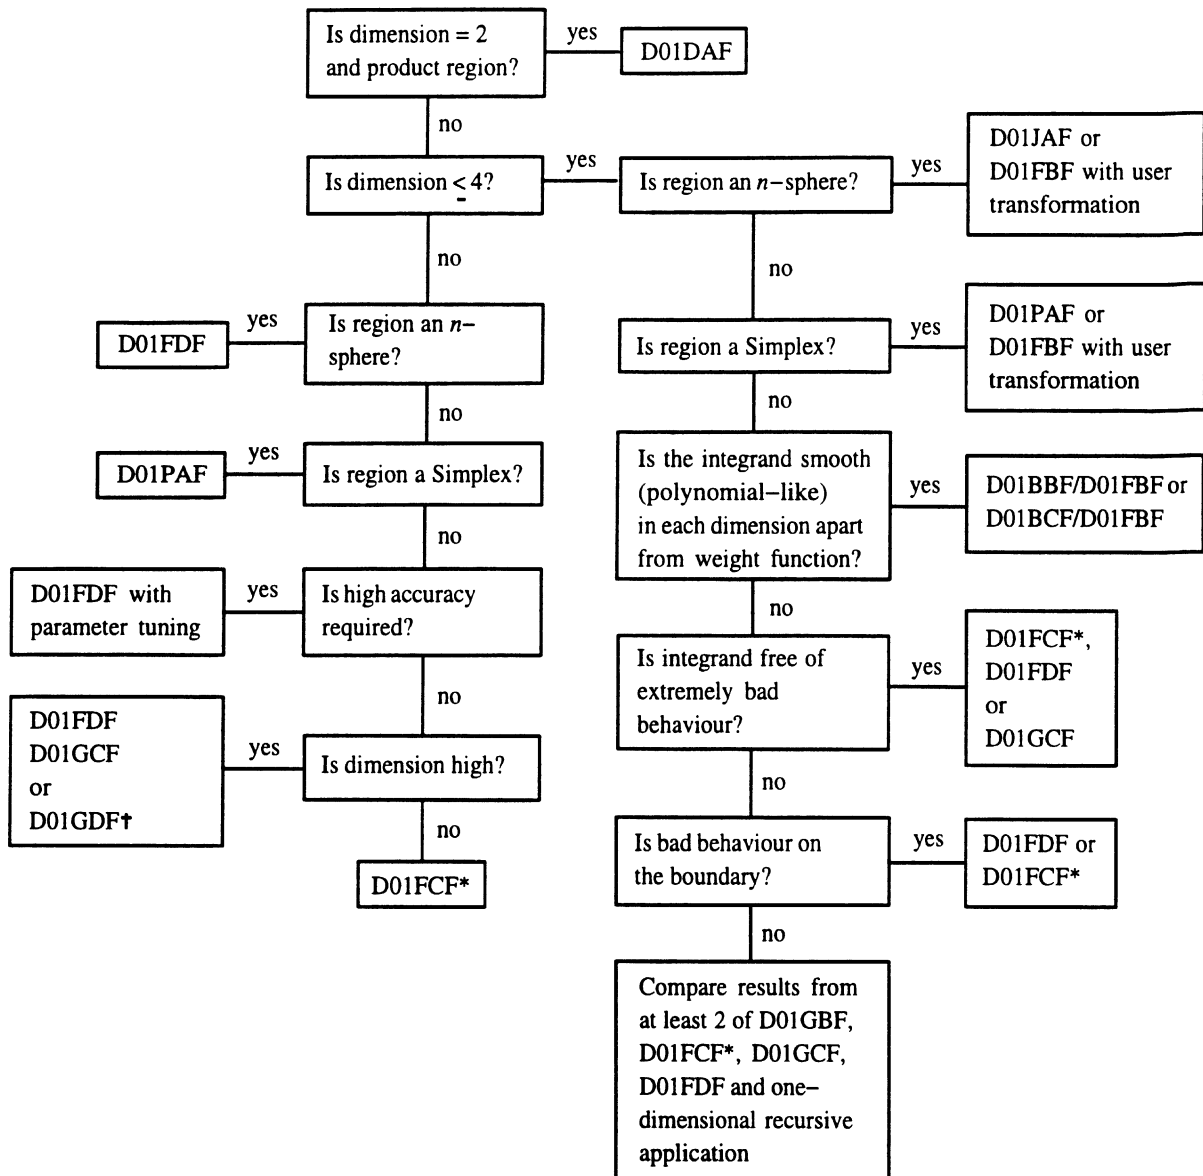 Is dimension = 2
and product region?
yes
D01DAF
no
Is dimension ≤ 4?
yes
Is region an n–sphere?
yes
D01JAF or
D01FBF with user
transformation
no
no
D01FDF
yes
Is region an n–
sphere?
Is region a Simplex?
yes
D01PAF or
D01FBF with user
transformation
no
no
D01PAF
yes
Is region a Simplex?
Is the integrand smooth
(polynomial–like)
in each dimension apart
from weight function?
yes
D01BBF/D01FBF or
D01BCF/D01FBF
no
no
D01FDF with
parameter tuning
yes
Is high accuracy
required?
Is integrand free of
extremely bad
behaviour?
yes
D01FCF*,
D01FDF
or
D01GCF
no
no
D01FDF
D01GCF
or
D01GDF†
yes
Is dimension high?
Is bad behaviour on
the boundary?
yes
D01FDF or
D01FCF*
no
D01FCF*
no
Compare results from
at least 2 of D01GBF,
D01FCF*, D01GCF,
D01FDF and one–
dimensional recursive
application